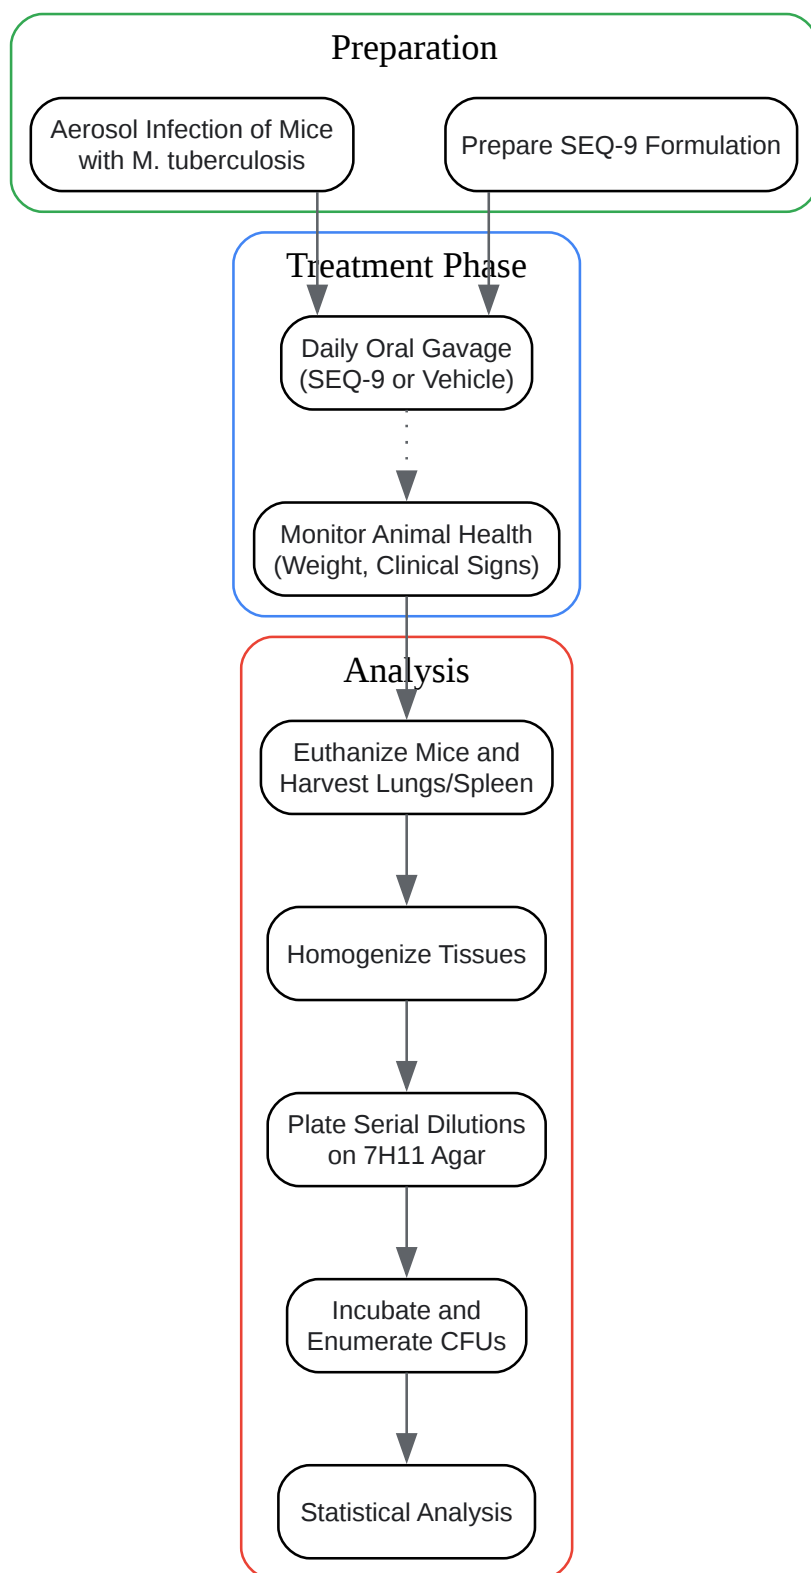 Preparation
Aerosol Infection of Mice
with M. tuberculosis
Prepare SEQ-9 Formulation
Treatment Phase
Daily Oral Gavage
(SEQ-9 or Vehicle)
Monitor Animal Health
(Weight, Clinical Signs)
Analysis
Euthanize Mice and
Harvest Lungs/Spleen
Homogenize Tissues
Plate Serial Dilutions
on 7H11 Agar
Incubate and
Enumerate CFUs
Statistical Analysis